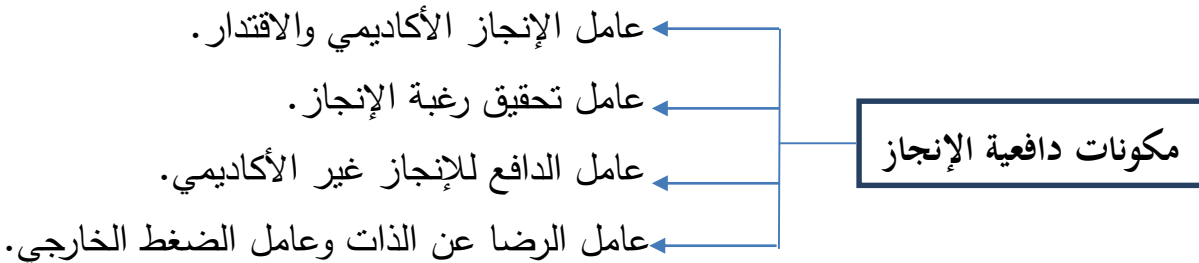 مكونات دافعية الإنجاز
عامل الإنجاز الأكاديمي والاقتدار.
عامل تحقيق رغبة الإنجاز.
عامل الدافع للإنجاز غير الأكاديمي.
عامل الرضا عن الذات وعامل الضغط الخارجي.